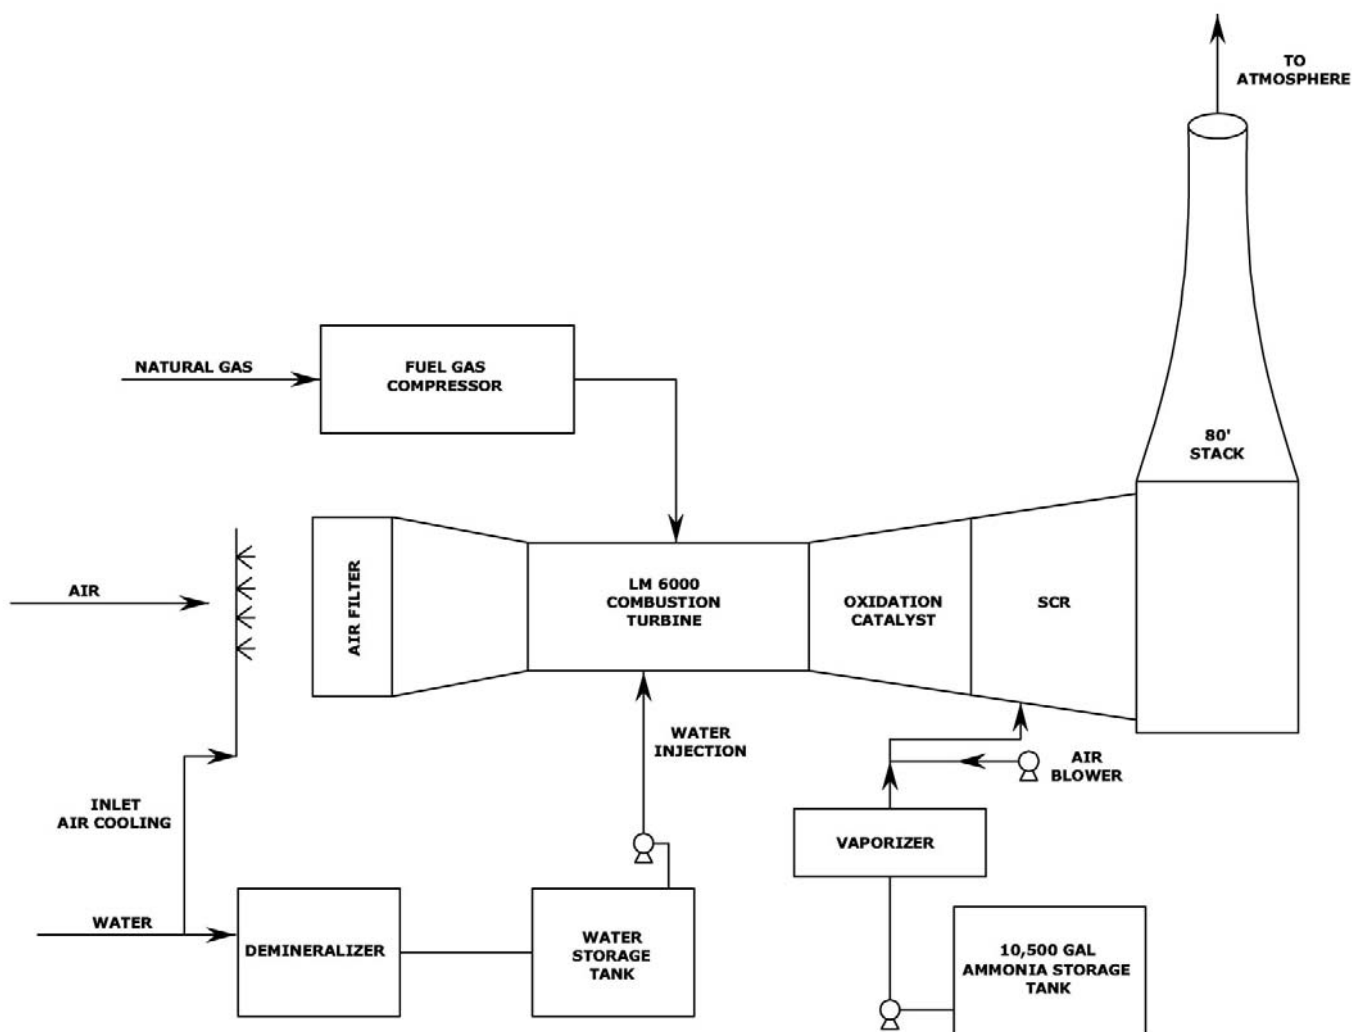 TO
ATMOSPHERE
NATURAL GAS
FUEL GAS
COMPRESSOR
80'
STACK
AIR
AIR FILTER
LM 6000
COMBUSTION
TURBINE
OXIDATION
CATALYST
SCR
WATER
INJECTION
AIR
BLOWER
INLET
AIR COOLING
VAPORIZER
WATER
DEMINERALIZER
WATER
STORAGE
TANK
10,500 GAL
AMMONIA STORAGE
TANK